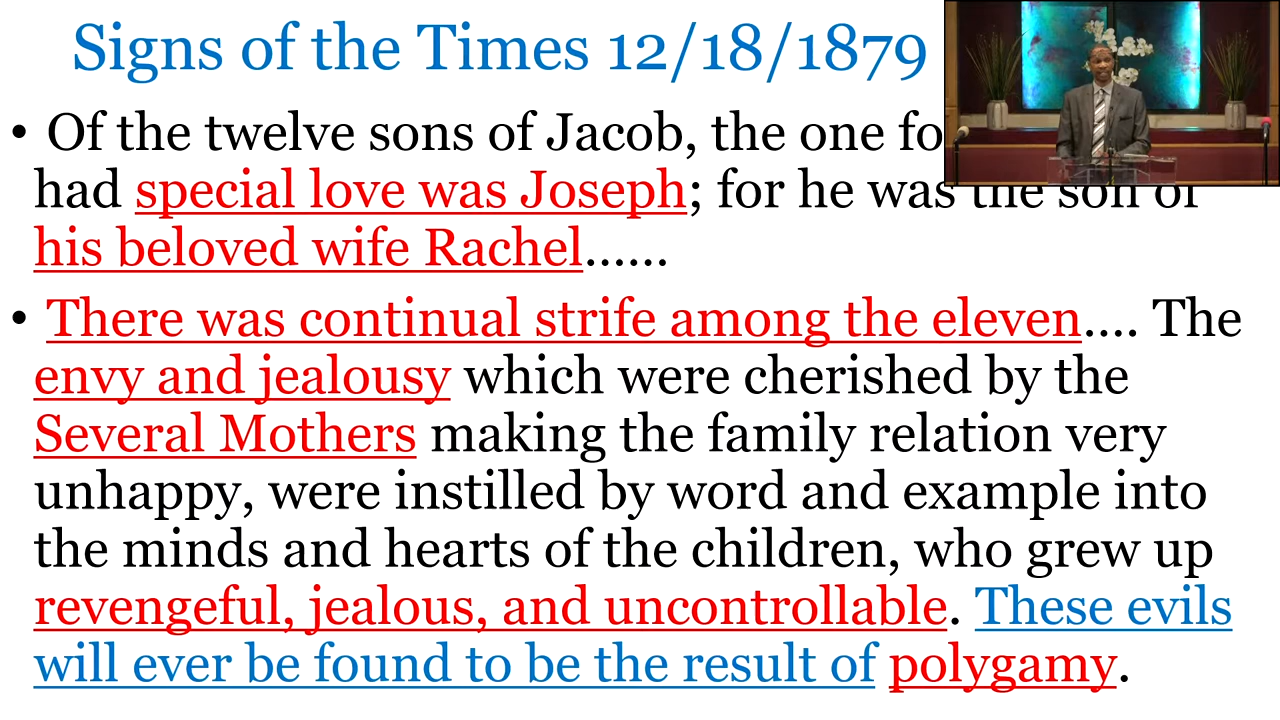 Signs of the Times 12/18/1879
• Of the twelve sons of Jacob, the one
had special love was Joseph; for he was the son of
his beloved wife Rachel......
• There was continual strife among the eleven.... The
envy and jealousy which were cherished by the
Several Mothers making the family relation very
unhappy, were instilled by word and example into
the minds and hearts of the children, who grew up
revengeful, jealous, and uncontrollable. These evils
will ever be found to be the result of polygamy.